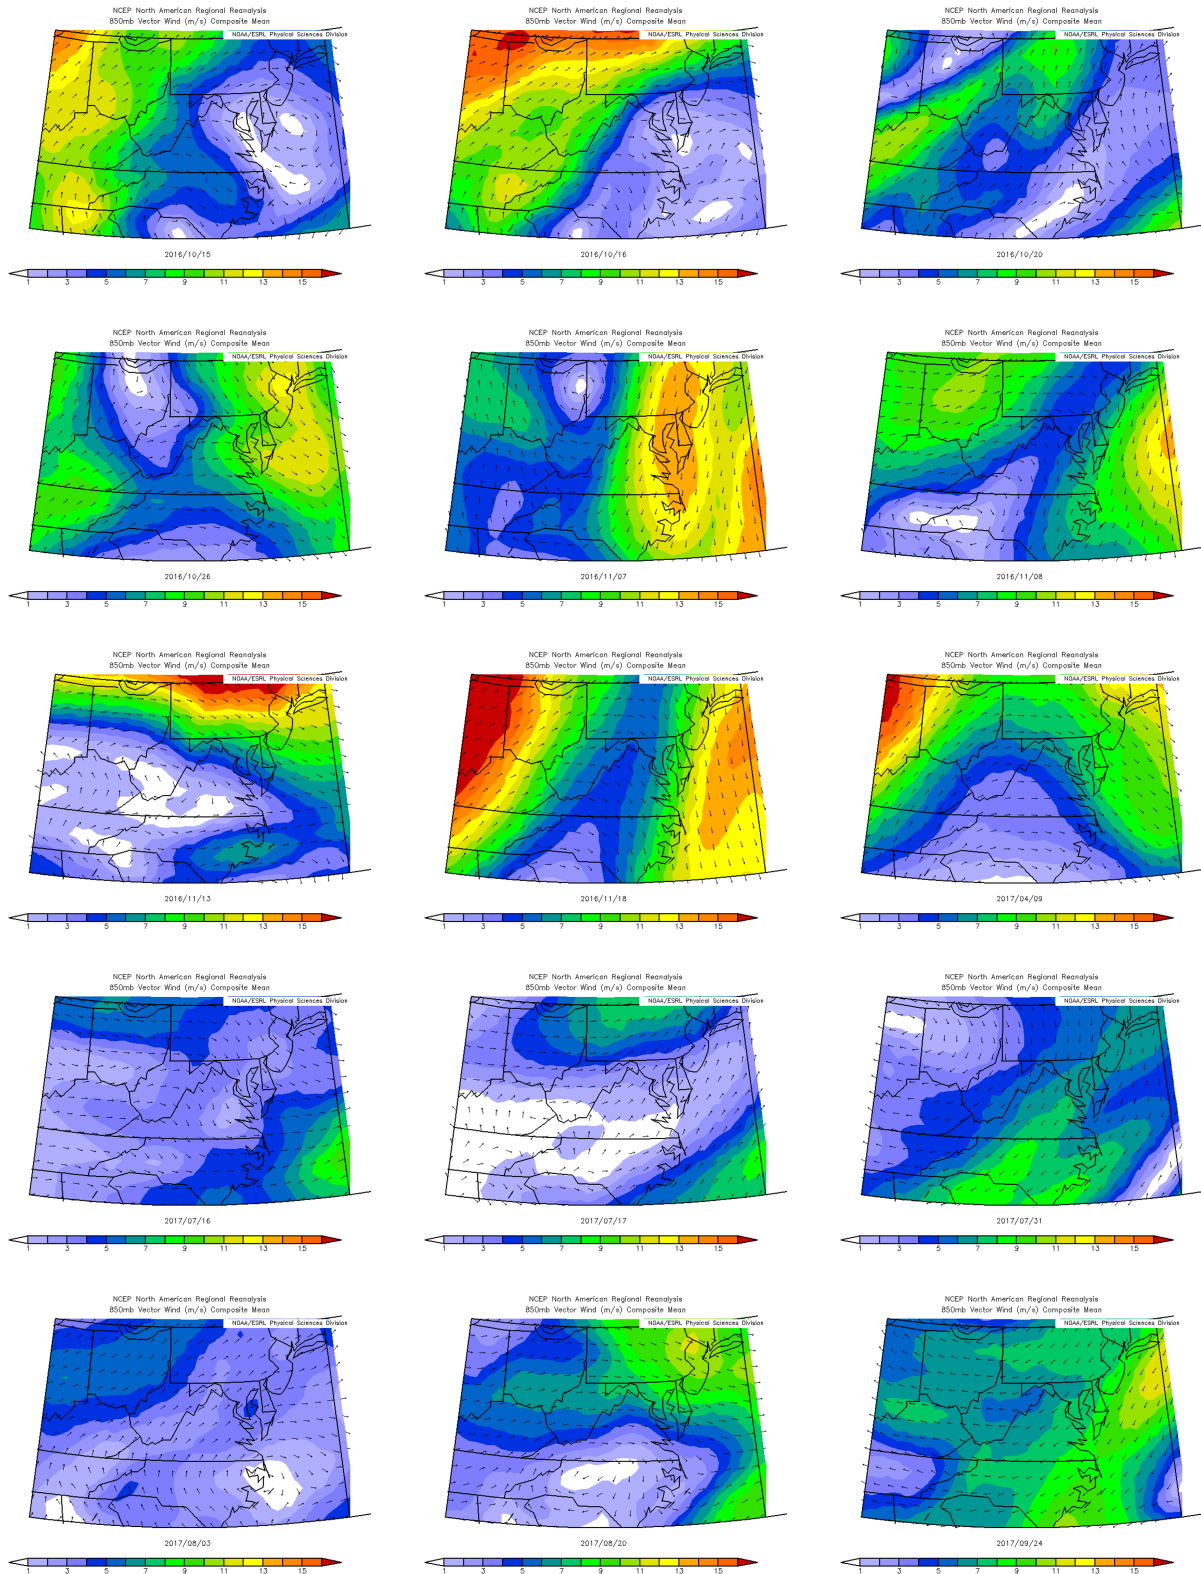 NCEP North American Regional Reanalysis
850mb Vector Wind (m/s) Composite Mean
NOAA/ESRL Physical Sciences Division
2016/10/15
1 3 5 7 9 11 13 15
NCEP North American Regional Reanalysis
850mb Vector Wind (m/s) Composite Mean
NOAA/ESRL Physical Sciences Division
2016/10/16
1 3 5 7 9 11 13 15
NCEP North American Regional Reanalysis
850mb Vector Wind (m/s) Composite Mean
NOAA/ESRL Physical Sciences Division
2016/10/20
1 3 5 7 9 11 13 15
NCEP North American Regional Reanalysis
850mb Vector Wind (m/s) Composite Mean
NOAA/ESRL Physical Sciences Division
2016/10/26
1 3 5 7 9 11 13 15
NCEP North American Regional Reanalysis
850mb Vector Wind (m/s) Composite Mean
NOAA/ESRL Physical Sciences Division
2016/11/07
1 3 5 7 9 11 13 15
NCEP North American Regional Reanalysis
850mb Vector Wind (m/s) Composite Mean
NOAA/ESRL Physical Sciences Division
2016/11/08
1 3 5 7 9 11 13 15
NCEP North American Regional Reanalysis
850mb Vector Wind (m/s) Composite Mean
NOAA/ESRL Physical Sciences Division
2016/11/13
1 3 5 7 9 11 13 15
NCEP North American Regional Reanalysis
850mb Vector Wind (m/s) Composite Mean
NOAA/ESRL Physical Sciences Division
2016/11/18
1 3 5 7 9 11 13 15
NCEP North American Regional Reanalysis
850mb Vector Wind (m/s) Composite Mean
NOAA/ESRL Physical Sciences Division
2017/04/09
1 3 5 7 9 11 13 15
NCEP North American Regional Reanalysis
850mb Vector Wind (m/s) Composite Mean
NOAA/ESRL Physical Sciences Division
2017/07/16
1 3 5 7 9 11 13 15
NCEP North American Regional Reanalysis
850mb Vector Wind (m/s) Composite Mean
NOAA/ESRL Physical Sciences Division
2017/07/17
1 3 5 7 9 11 13 15
NCEP North American Regional Reanalysis
850mb Vector Wind (m/s) Composite Mean
NOAA/ESRL Physical Sciences Division
2017/07/31
1 3 5 7 9 11 13 15
NCEP North American Regional Reanalysis
850mb Vector Wind (m/s) Composite Mean
NOAA/ESRL Physical Sciences Division
2017/08/03
1 3 5 7 9 11 13 15
NCEP North American Regional Reanalysis
850mb Vector Wind (m/s) Composite Mean
NOAA/ESRL Physical Sciences Division
2017/08/20
1 3 5 7 9 11 13 15
NCEP North American Regional Reanalysis
850mb Vector Wind (m/s) Composite Mean
NOAA/ESRL Physical Sciences Division
2017/09/24
1 3 5 7 9 11 13 15